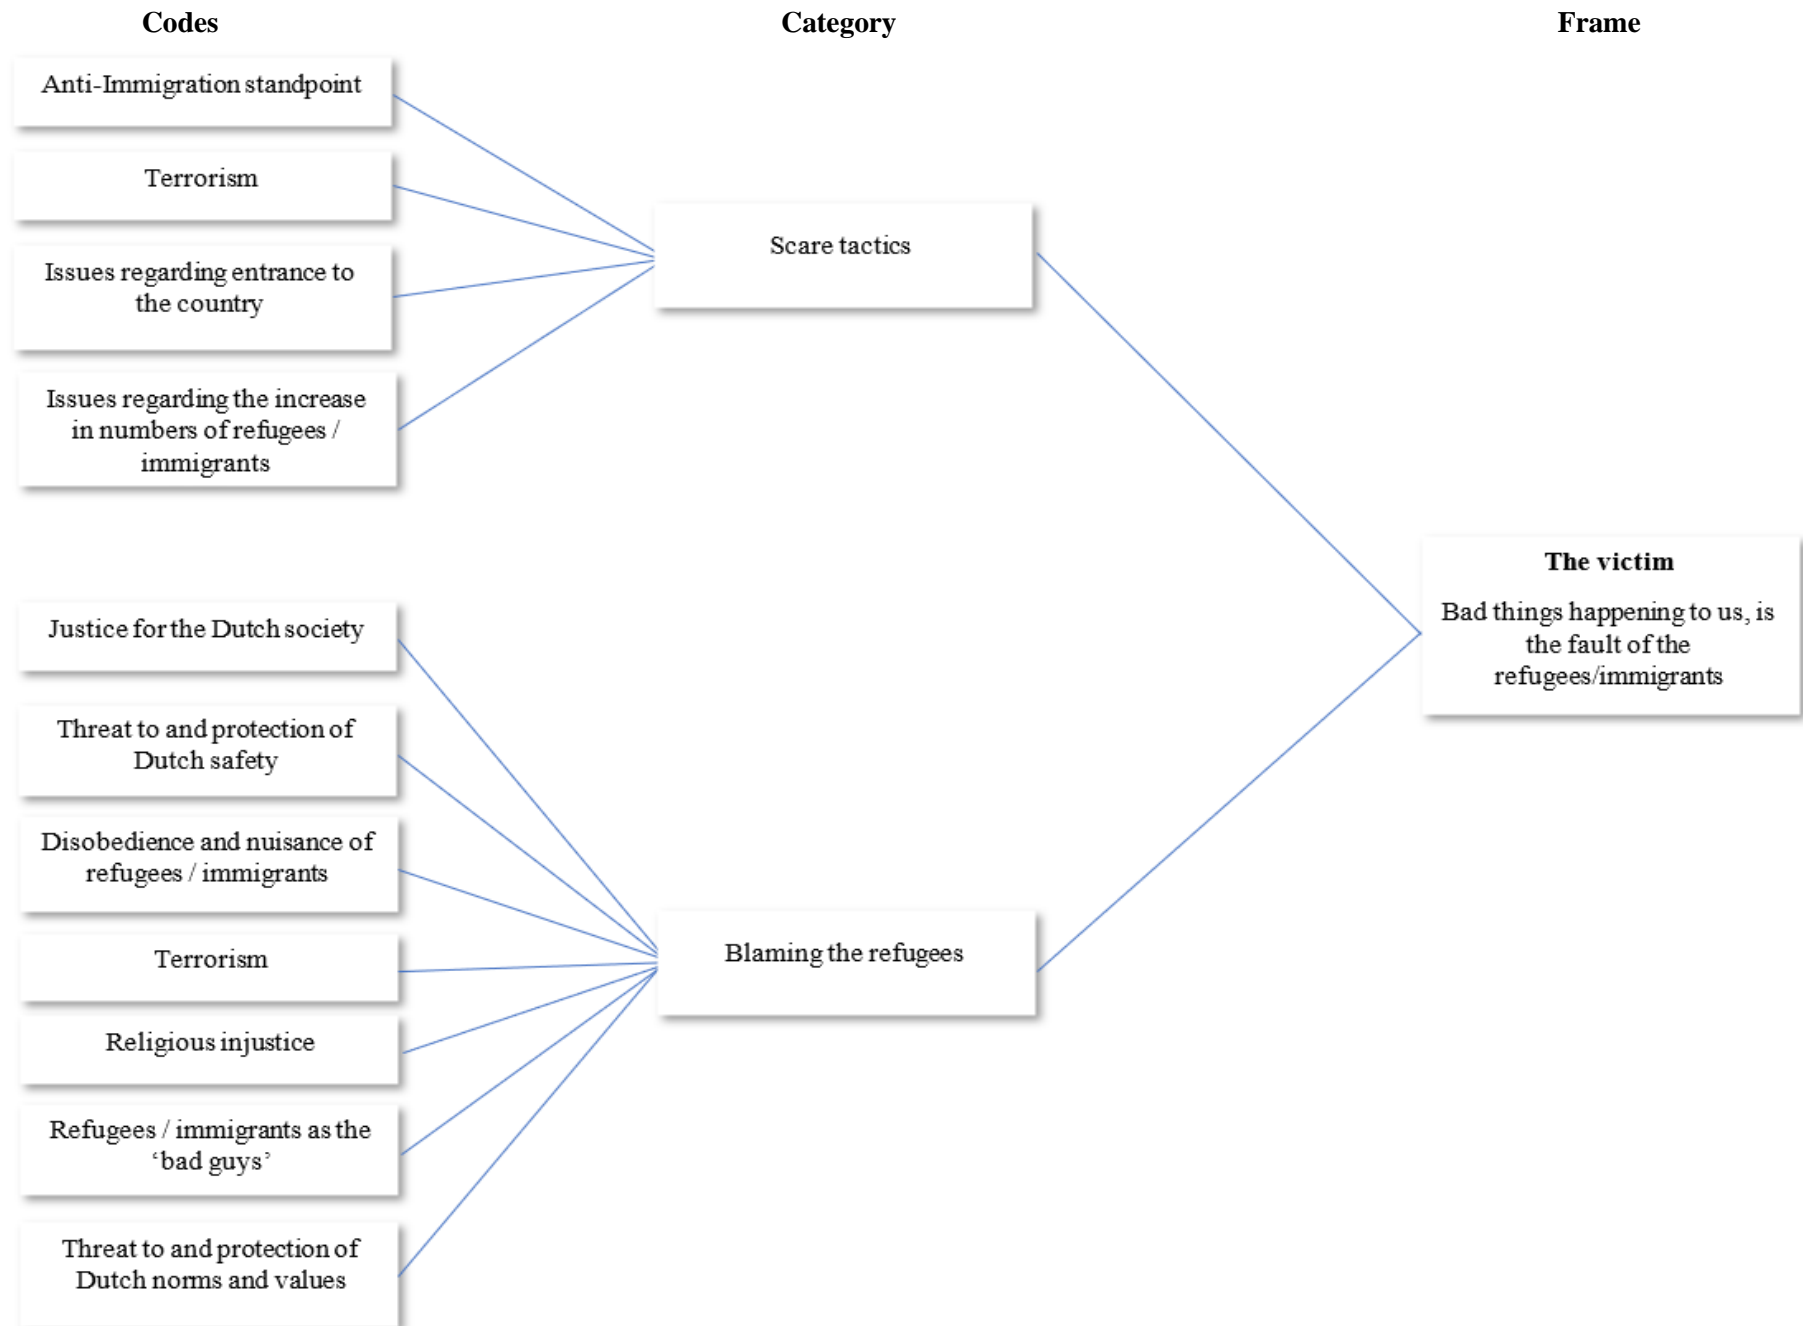 Codes
Category
Frame
Anti-Immigration standpoint
Terrorism
Issues regarding entrance to
the country
Issues regarding the increase
in numbers of refugees /
immigrants
Scare tactics
Justice for the Dutch society
Threat to and protection of
Dutch safety
Disobedience and nuisance of
refugees / immigrants
Terrorism
Religious injustice
Refugees / immigrants as the
‘bad guys’
Threat to and protection of
Dutch norms and values
Blaming the refugees
The victim
Bad things happening to us, is
the fault of the
refugees/immigrants